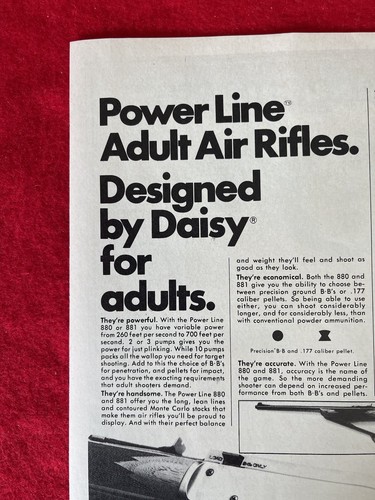 Power Line™
Adult Air Rifles.
Designed
by Daisy®
for
adults.
They're powerful. With the Power Line
880 or 881 you have variable power
from 260 feet per second to 700 feet per
second. 2 or 3 pumps gives you the
power for just plinking. While 10 pumps
packs all the wallop you need for target
shooting. Add to this the choice of B·B's
for penetration, and pellets for impact,
and you have the exacting requirements
that adult shooters demand.
They're handsome. The Power Line 880
and 881 offer you the long, lean lines
and contoured Monte Carlo stocks that
make them air rifles you'll be proud to
display. And with their perfect balance
and weight they'll feel and shoot as
good as they look.
They're economical. Both the 880 and
881 give you the ability to choose be-
tween precision ground B·B's or .177
caliber pellets. So being able to use
either, you can shoot considerably
longer, and for considerably less, than
with conventional powder ammunition.
Precision B·B and .177 caliber pellet.
They're accurate. With the Power Line
880 and 881, accuracy is the name of
the game. So the more demanding
shooter can depend on increased per-
formance from both B·B's and pellets.